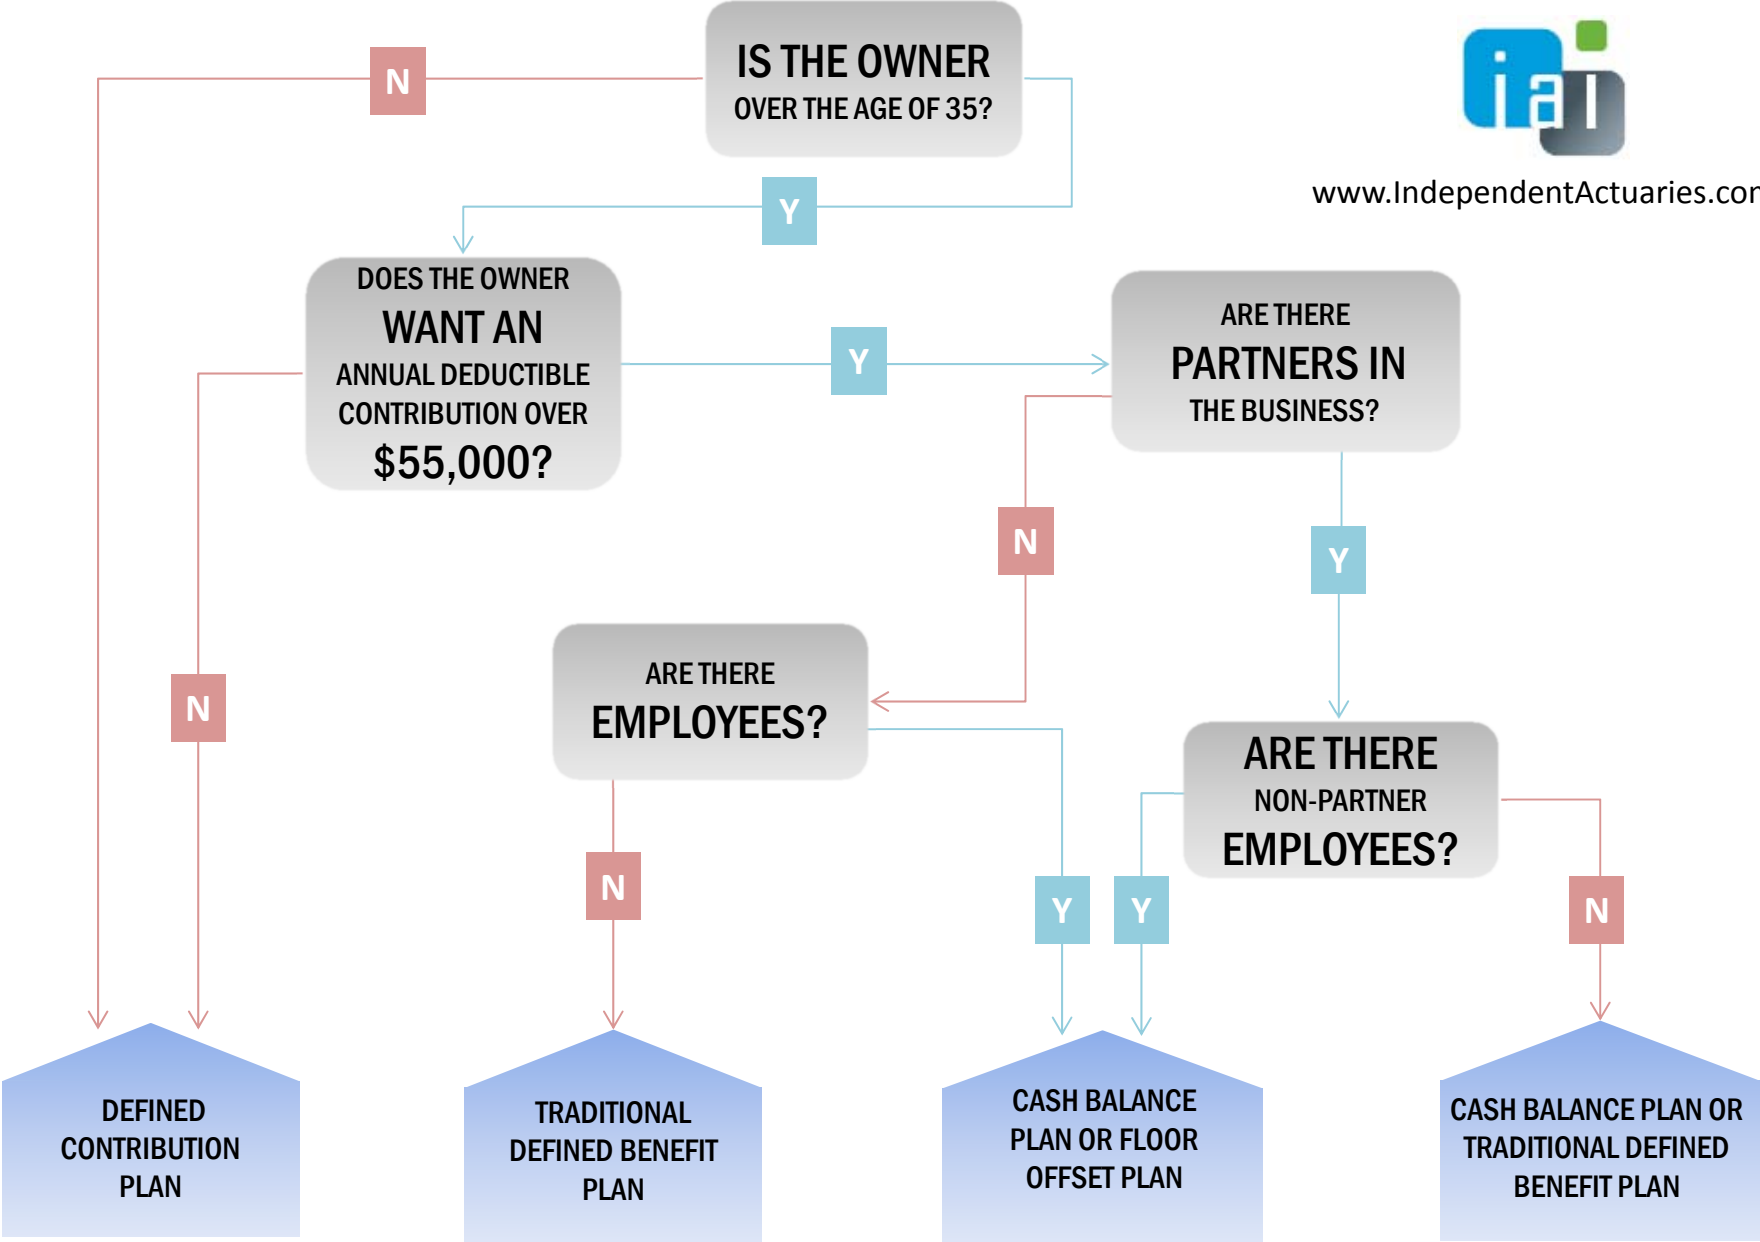 IS THE OWNER
OVER THE AGE OF 35?
N
iai
www.IndependentActuaries.com
Y
DOES THE OWNER
WANT AN
ANNUAL DEDUCTIBLE
CONTRIBUTION OVER
$55,000?
Y
ARE THERE
PARTNERS IN
THE BUSINESS?
N
Y
N
ARE THERE
EMPLOYEES?
ARE THERE
NON-PARTNER
EMPLOYEES?
N
Y
Y
N
DEFINED
CONTRIBUTION
PLAN
TRADITIONAL
DEFINED BENEFIT
PLAN
CASH BALANCE
PLAN OR FLOOR
OFFSET PLAN
CASH BALANCE PLAN OR
TRADITIONAL DEFINED
BENEFIT PLAN